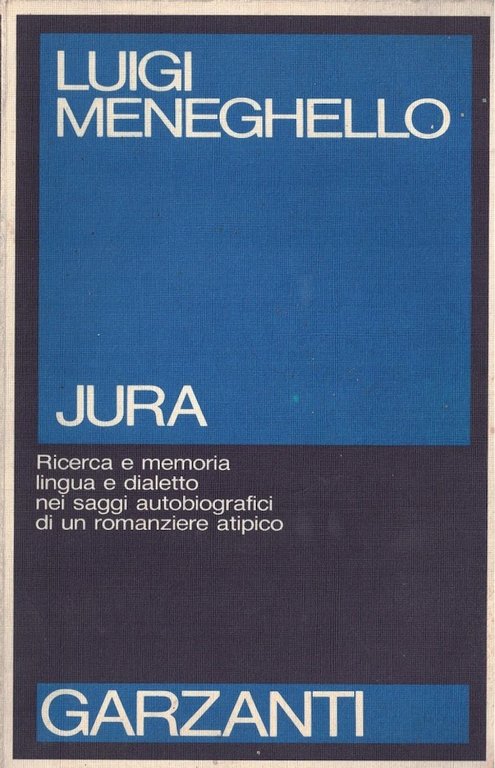 LUIGI
MENEGHELLO
JURA
Ricerca e memoria
lingua e dialetto
nei saggi autobiografici
di un romanziere atipico
GARZANTI